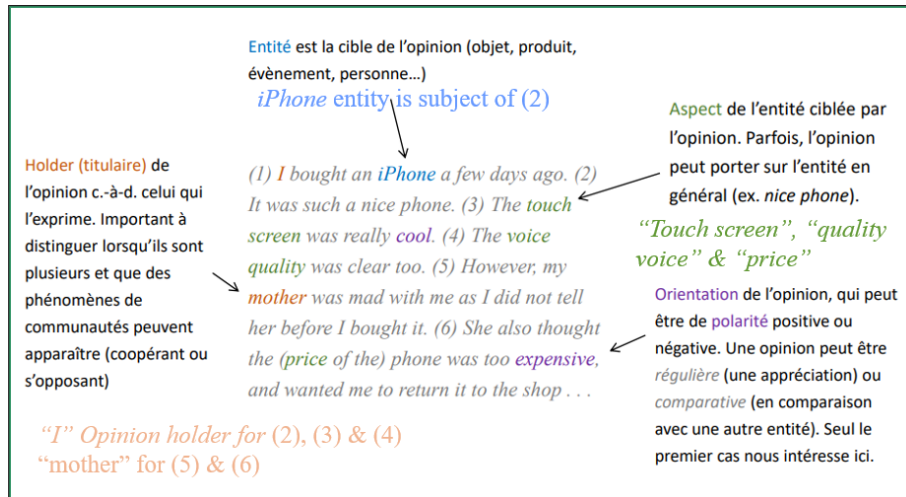 Entité est la cible de l'opinion (objet, produit,
évènement, personne…)
iPhone entity is subject of (2)
Aspect de l'entité ciblée par
l'opinion. Parfois, l'opinion
peut porter sur l'entité en
général (ex. nice phone).
"Touch screen", "quality
voice" & "price"
Holder (titulaire) de
l'opinion c.-à-d. celui qui
l'exprime. Important à
distinguer lorsqu'ils sont
plusieurs et que des
phénomènes de
communautés peuvent
apparaître (coopérant ou
s'opposant)
(1) I bought an iPhone a few days ago. (2)
It was such a nice phone. (3) The touch
screen was really cool. (4) The voice
quality was clear too. (5) However, my
mother was mad with me as I did not tell
her before I bought it. (6) She also thought
the (price of the) phone was too expensive,
and wanted me to return it to the shop . . .
Orientation de l'opinion, qui peut
être de polarité positive ou
négative. Une opinion peut être
régulière (une appréciation) ou
comparative (en comparaison
avec une autre entité). Seul le
premier cas nous intéresse ici.
"I" Opinion holder for (2), (3) & (4)
"mother" for (5) & (6)